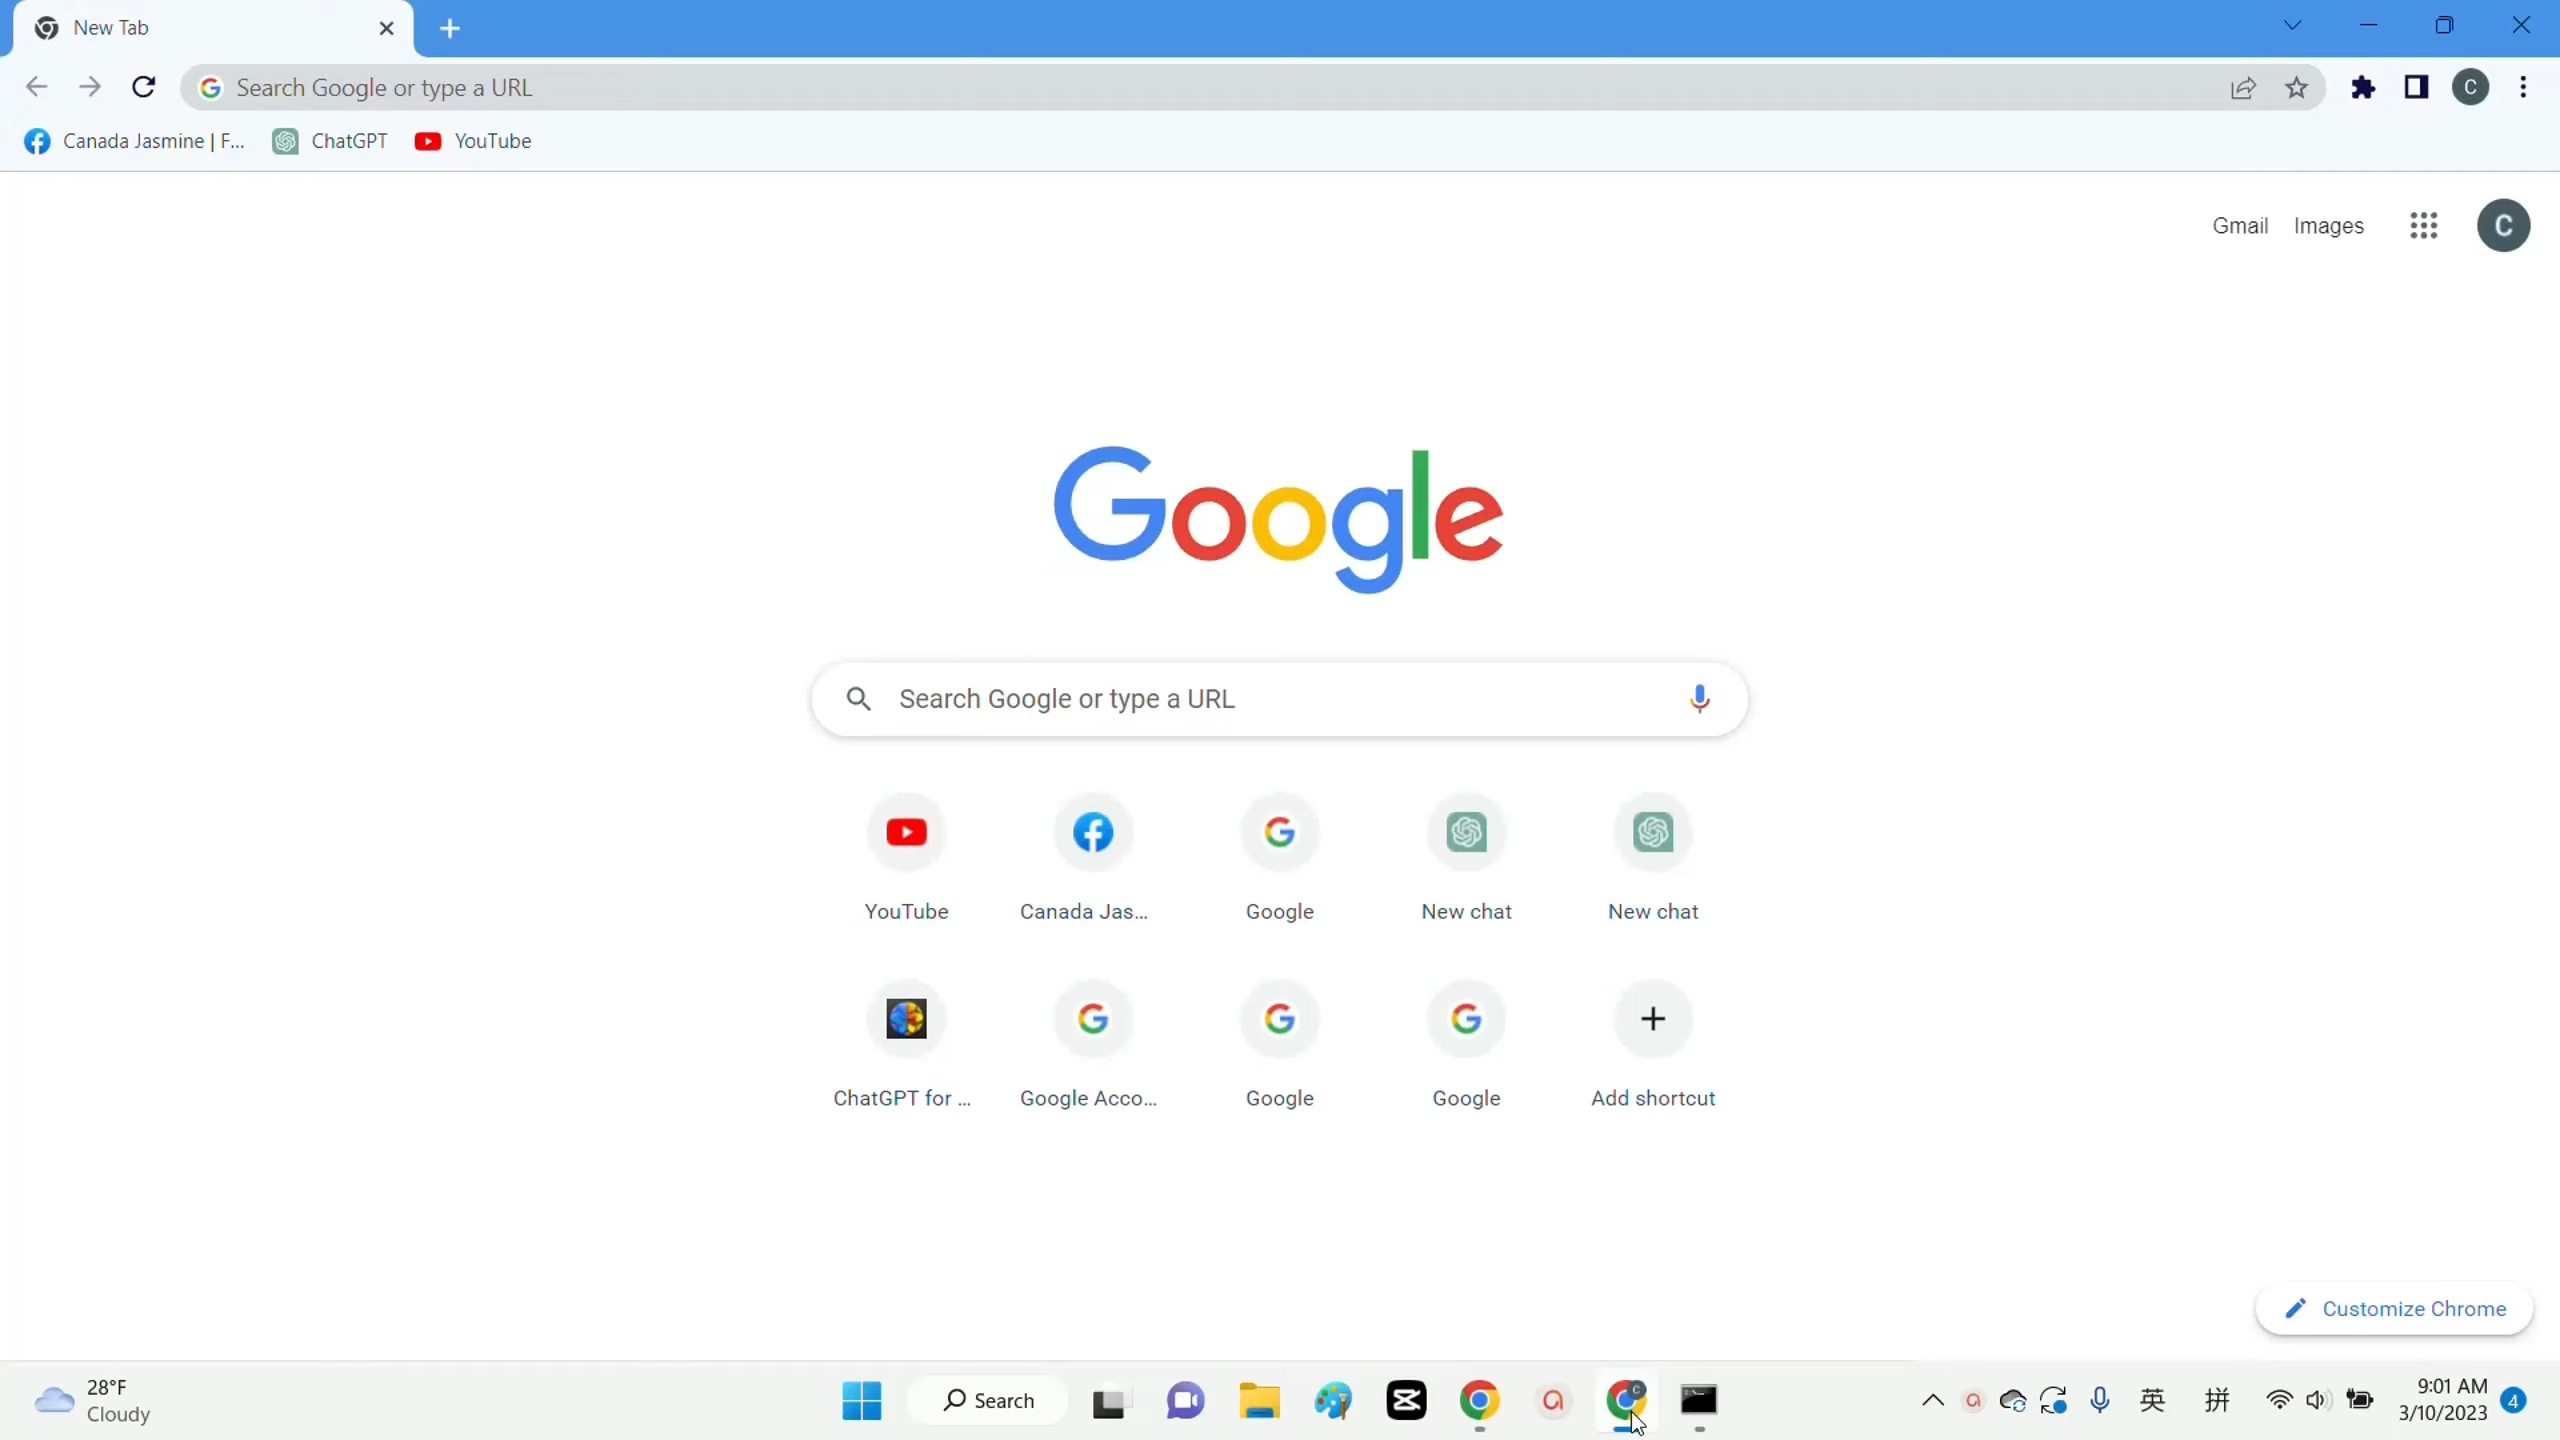 New Tab
Search Google or type a URL
C
Canada Jasmine | F...
ChatGPT
YouTube
Gmail
Images
C
Google
Search Google or type a URL
YouTube
Canada Jas...
Google
New chat
New chat
ChatGPT for ...
Google Acco...
Google
Google
Add shortcut
Customize Chrome
28°F
Cloudy
Search
英
拼
9:01 AM
3/10/2023
4